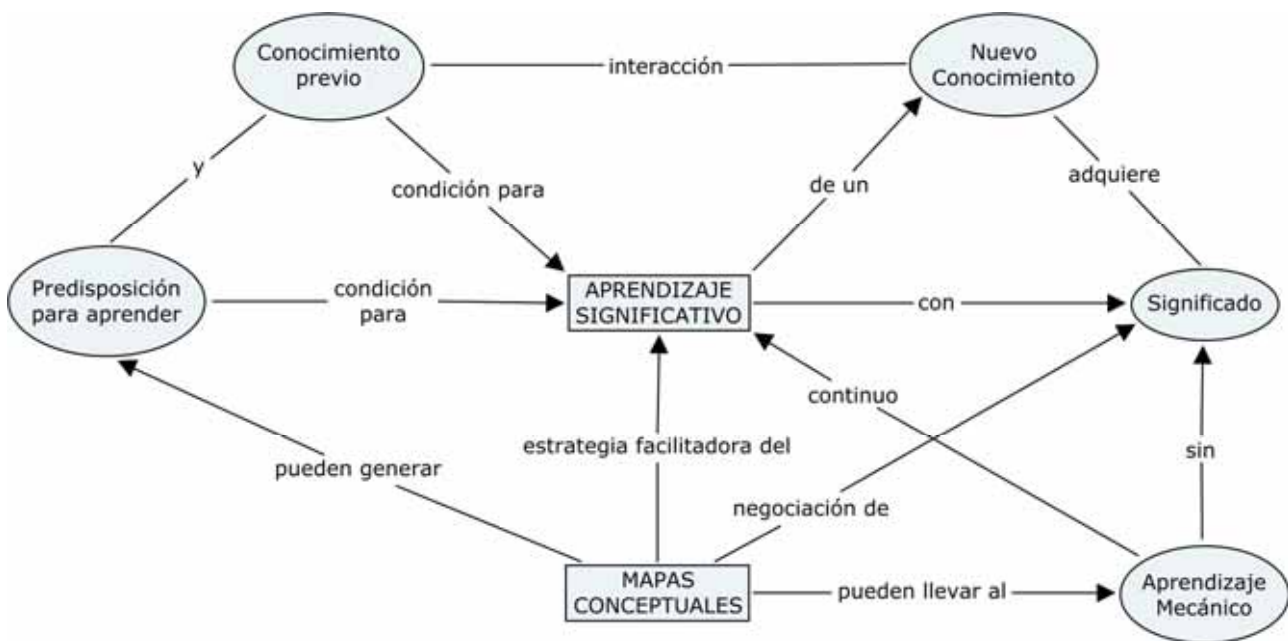 Conocimiento
previo
interacción
Nuevo
Conocimiento
y
condición para
de un
adquiere
Predisposición
para aprender
condición
para
APRENDIZAJE
SIGNIFICATIVO
con
Significado
continuo
estrategia facilitadora del
sin
pueden generar
negociación de
MAPAS
CONCEPTUALES
pueden llevar al
Aprendizaje
Mecánico